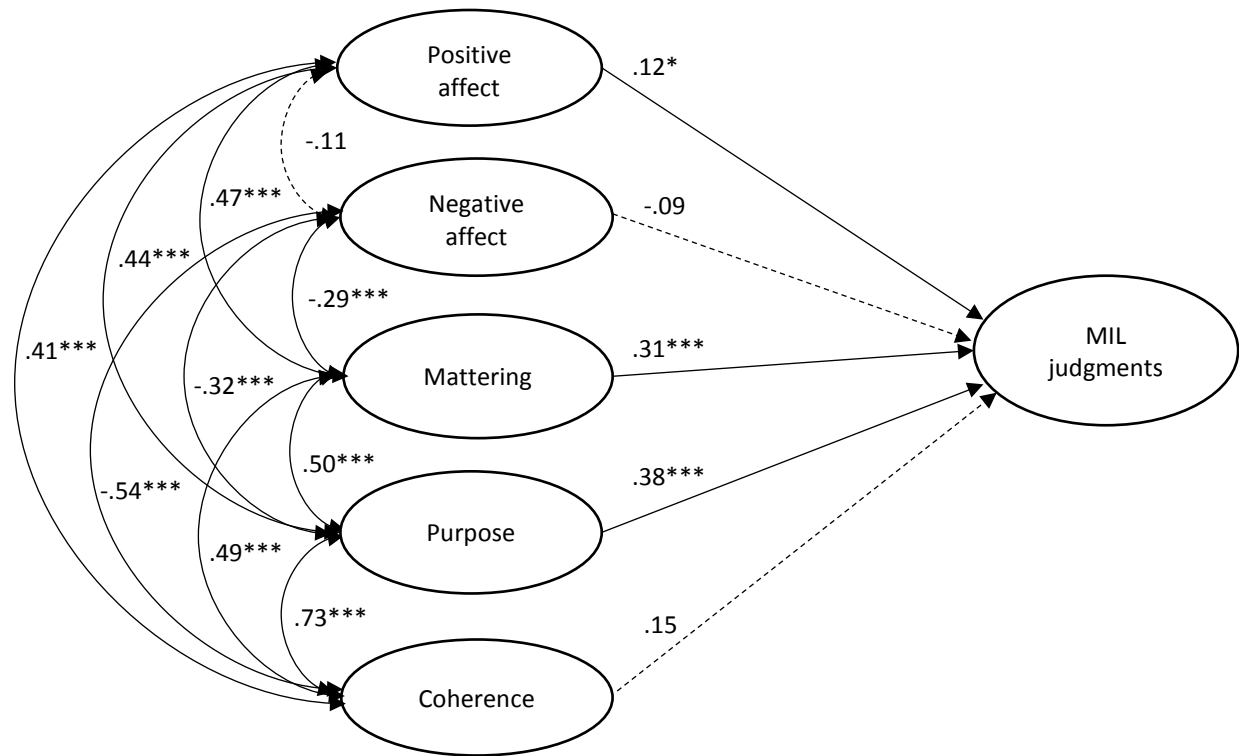 Positive
affect
.12*
-.11
.47***
Negative
affect
-.09
.44***
-.29***
.41***
-.32***
Mattering
.31***
MIL
judgments
-.54***
.50***
.49***
Purpose
.38***
.73***
Coherence
.15